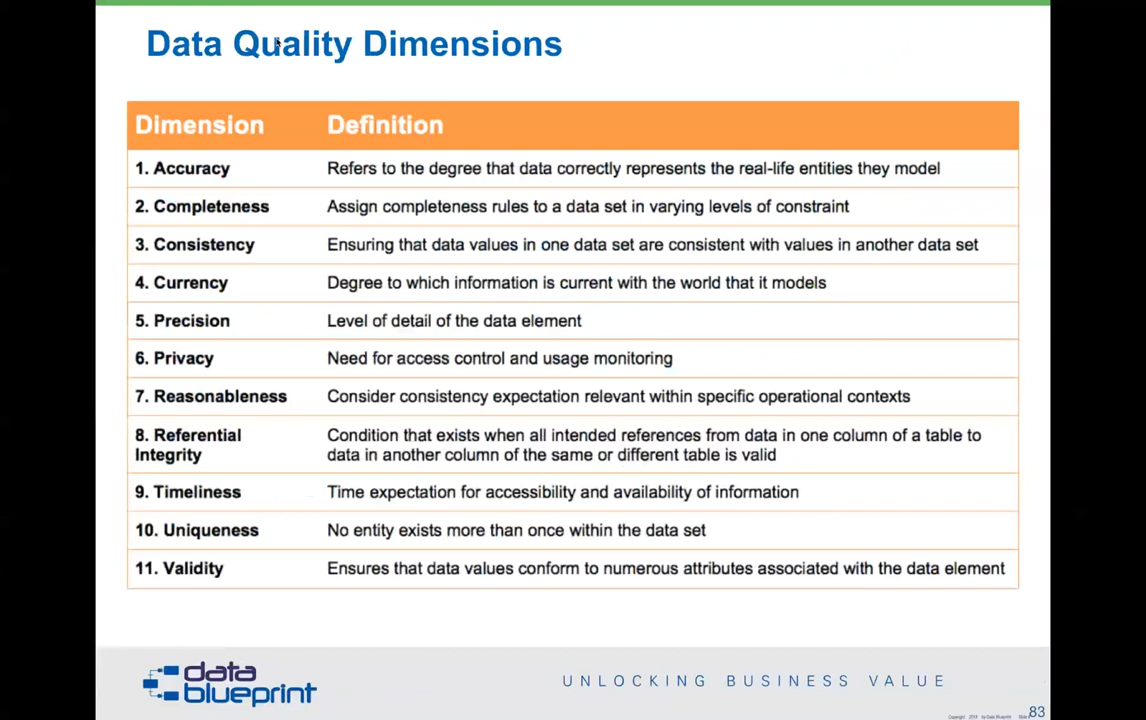 Data Quality Dimensions
Dimension Definition
1. Accuracy Refers to the degree that data correctly represents the real-life entities they model
2. Completeness Assign completeness rules to a data set in varying levels of constraint
3. Consistency Ensuring that data values in one data set are consistent with values in another data set
4. Currency Degree to which information is current with the world that it models
5. Precision Level of detail of the data element
6. Privacy Need for access control and usage monitoring
7. Reasonableness Consider consistency expectation relevant within specific operational contexts
8. Referential Condition that exists when all intended references from data in one column of a table to
Integrity data in another column of the same or different table is valid
9. Timeliness Time expectation for accessibility and availability of information
10. Uniqueness No entity exists more than once within the data set
11. Validity Ensures that data values conform to numerous attributes associated with the data element
data
blueprint
UNLOCKING BUSINESS VALUE
Copyright by Data Blueprint 83